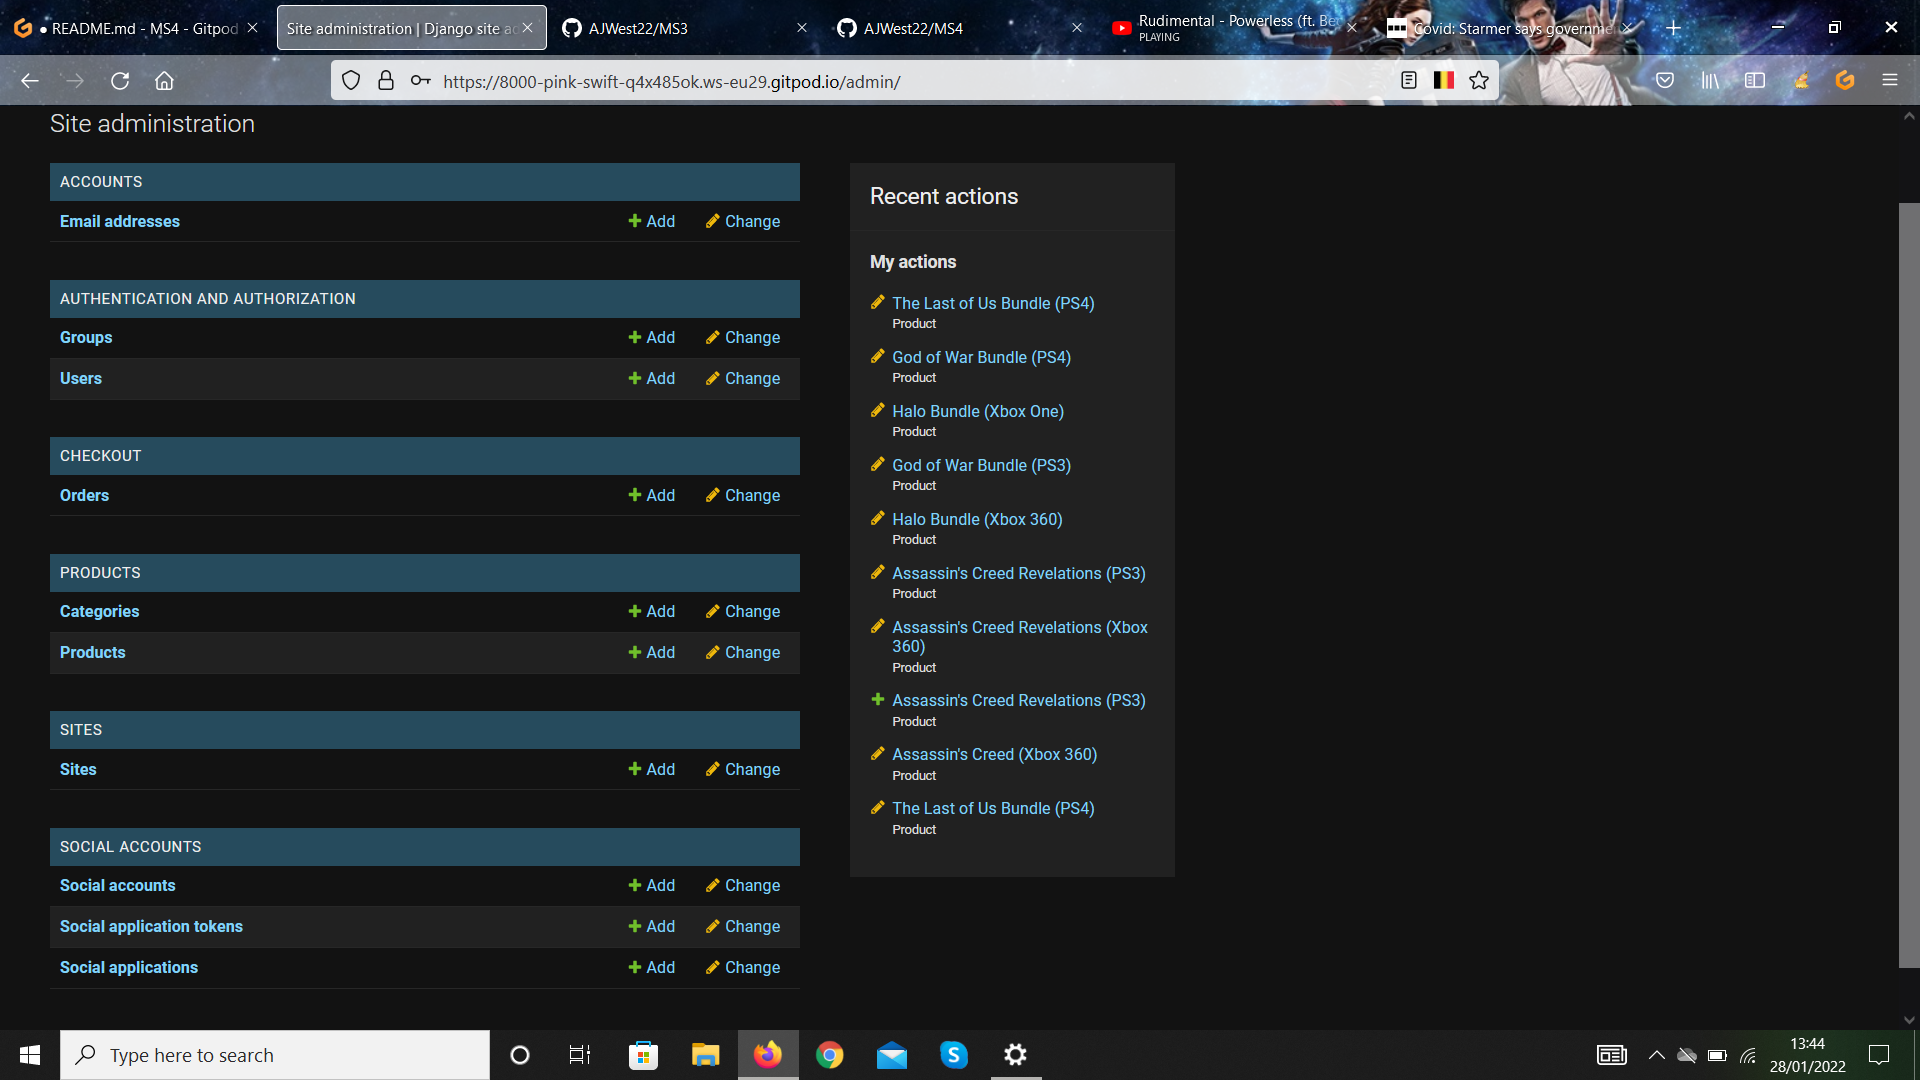 ● README.md - MS4 - Gitpod
Site administration | Django site ad
AJWest22/MS3
AJWest22/MS4
Rudimental - Powerless (ft. Be
PLAYING
Covid: Starmer says governme
https://8000-pink-swift-q4x485ok.ws-eu29.gitpod.io/admin/
Site administration
ACCOUNTS
Email addresses Add Change
AUTHENTICATION AND AUTHORIZATION
Groups Add Change
Users Add Change
CHECKOUT
Orders Add Change
PRODUCTS
Categories Add Change
Products Add Change
SITES
Sites Add Change
SOCIAL ACCOUNTS
Social accounts Add Change
Social application tokens Add Change
Social applications Add Change
Recent actions
My actions
The Last of Us Bundle (PS4)
Product
God of War Bundle (PS4)
Product
Halo Bundle (Xbox One)
Product
God of War Bundle (PS3)
Product
Halo Bundle (Xbox 360)
Product
Assassin's Creed Revelations (PS3)
Product
Assassin's Creed Revelations (Xbox
360)
Product
Assassin's Creed Revelations (PS3)
Product
Assassin's Creed (Xbox 360)
Product
The Last of Us Bundle (PS4)
Product
Type here to search
13:44
28/01/2022